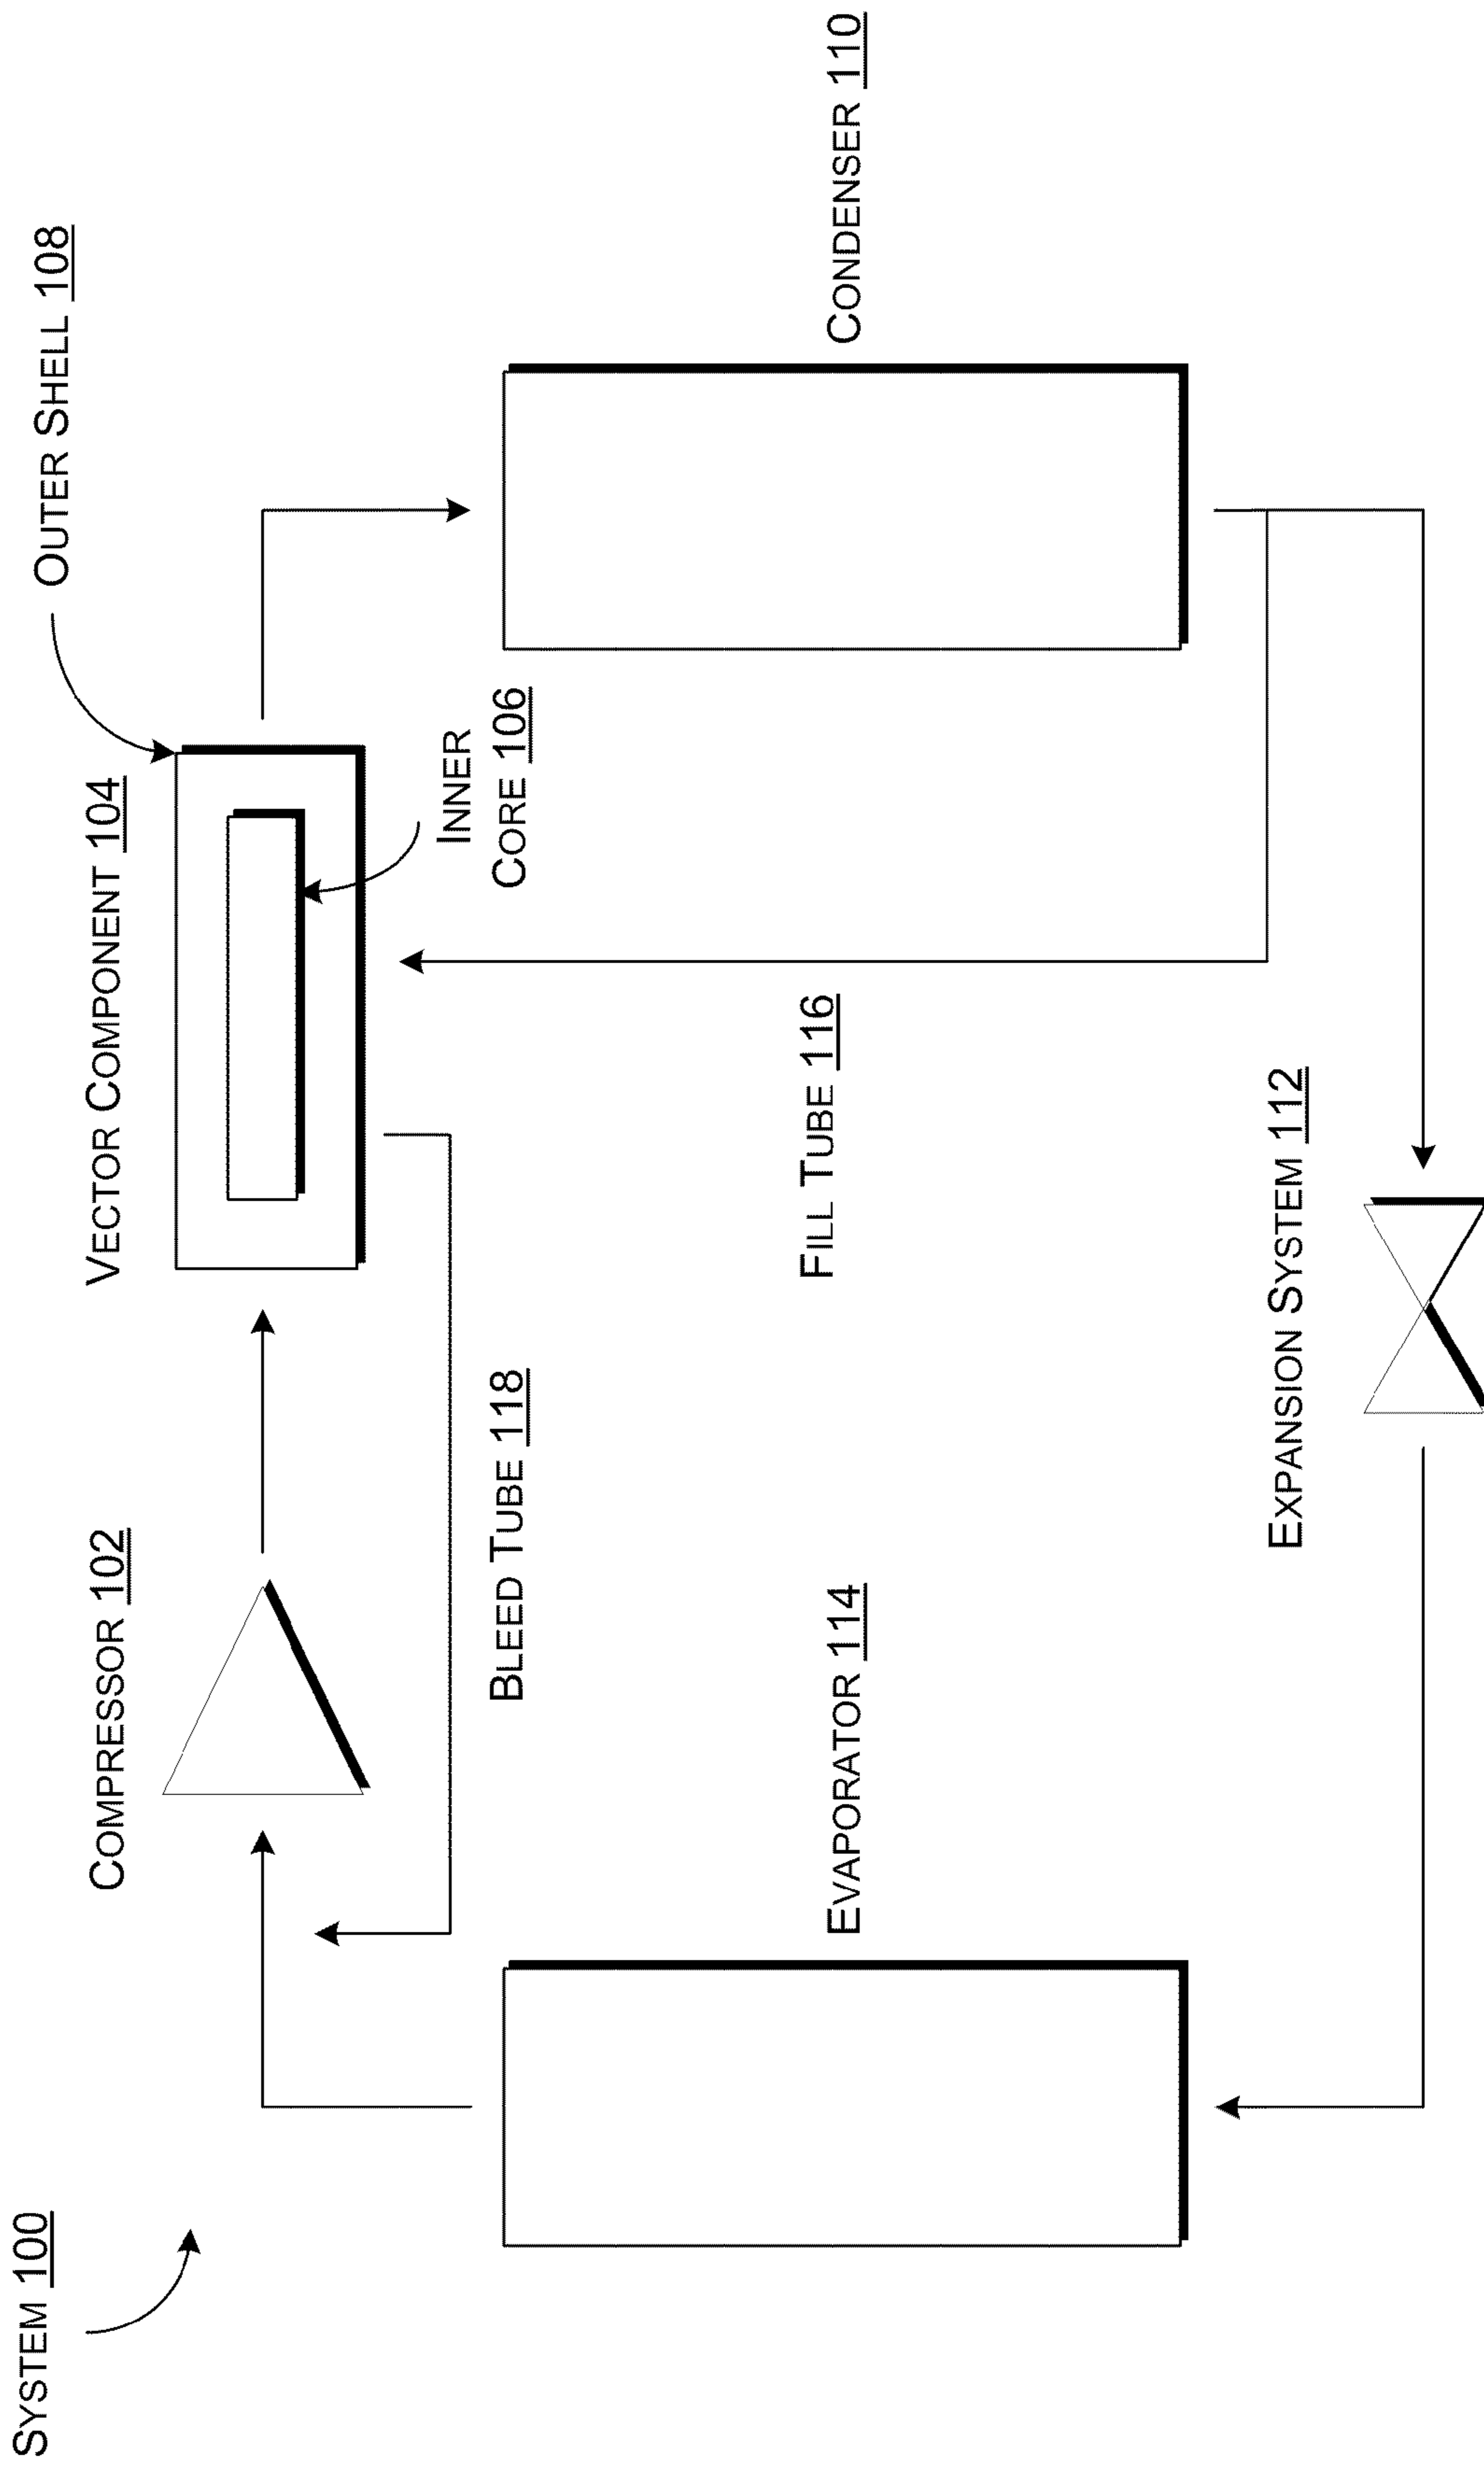 SYSTEM 100
COMPRESSOR 102
VECTOR COMPONENT 104
OUTER SHELL 108
INNER
CORE 106
BLEED TUBE 118
EVAPORATOR 114
FILL TUBE 116
CONDENSER 110
EXPANSION SYSTEM 112